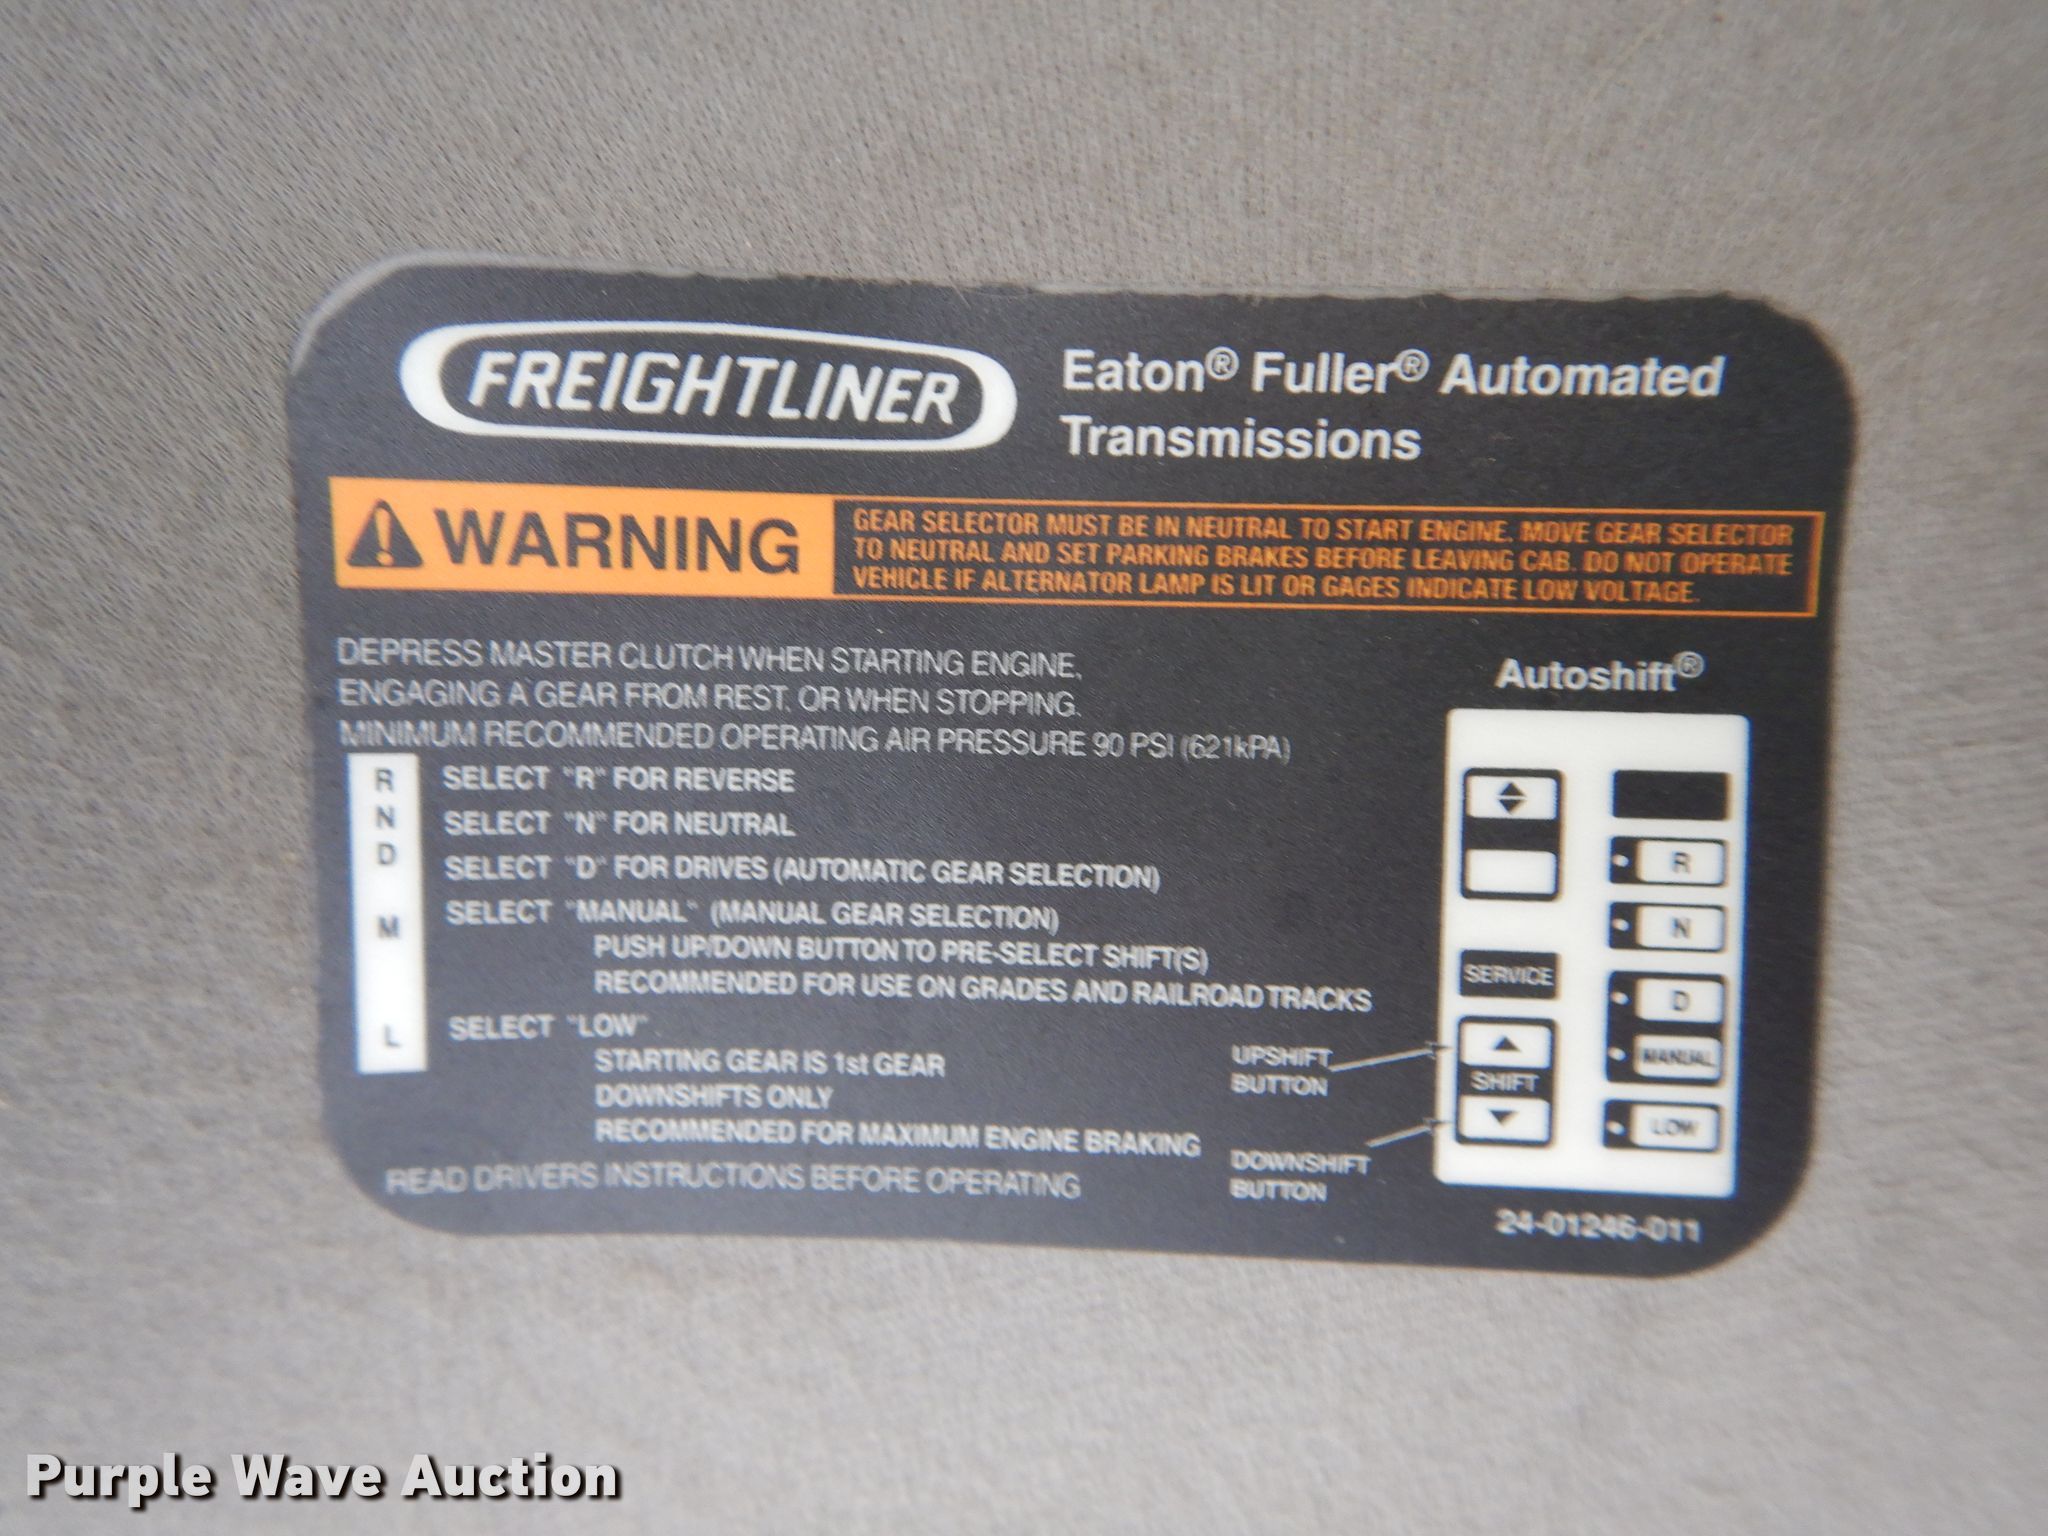 FREIGHTLINER
Eaton® Fuller® Automated
Transmissions
WARNING
GEAR SELECTOR MUST BE IN NEUTRAL TO START ENGINE. MOVE GEAR SELECTOR
TO NEUTRAL AND SET PARKING BRAKES BEFORE LEAVING CAB. DO NOT OPERATE
VEHICLE IF ALTERNATOR LAMP IS LIT OR GAGES INDICATE LOW VOLTAGE.
DEPRESS MASTER CLUTCH WHEN STARTING ENGINE,
ENGAGING A GEAR FROM REST, OR WHEN STOPPING.
MINIMUM RECOMMENDED OPERATING AIR PRESSURE 90 PSI (621kPA)
R SELECT "R" FOR REVERSE
N SELECT "N" FOR NEUTRAL
D SELECT "D" FOR DRIVES (AUTOMATIC GEAR SELECTION)
M SELECT "MANUAL" (MANUAL GEAR SELECTION)
PUSH UP/DOWN BUTTON TO PRE-SELECT SHIFT(S)
RECOMMENDED FOR USE ON GRADES AND RAILROAD TRACKS
L SELECT "LOW"
STARTING GEAR IS 1st GEAR
DOWNSHIFTS ONLY
RECOMMENDED FOR MAXIMUM ENGINE BRAKING
READ DRIVERS INSTRUCTIONS BEFORE OPERATING
Autoshift®
R
N
SERVICE
D
MANUAL
SHIFT
LOW
UPSHIFT
BUTTON
DOWNSHIFT
BUTTON
24-01246-011
Purple Wave Auction